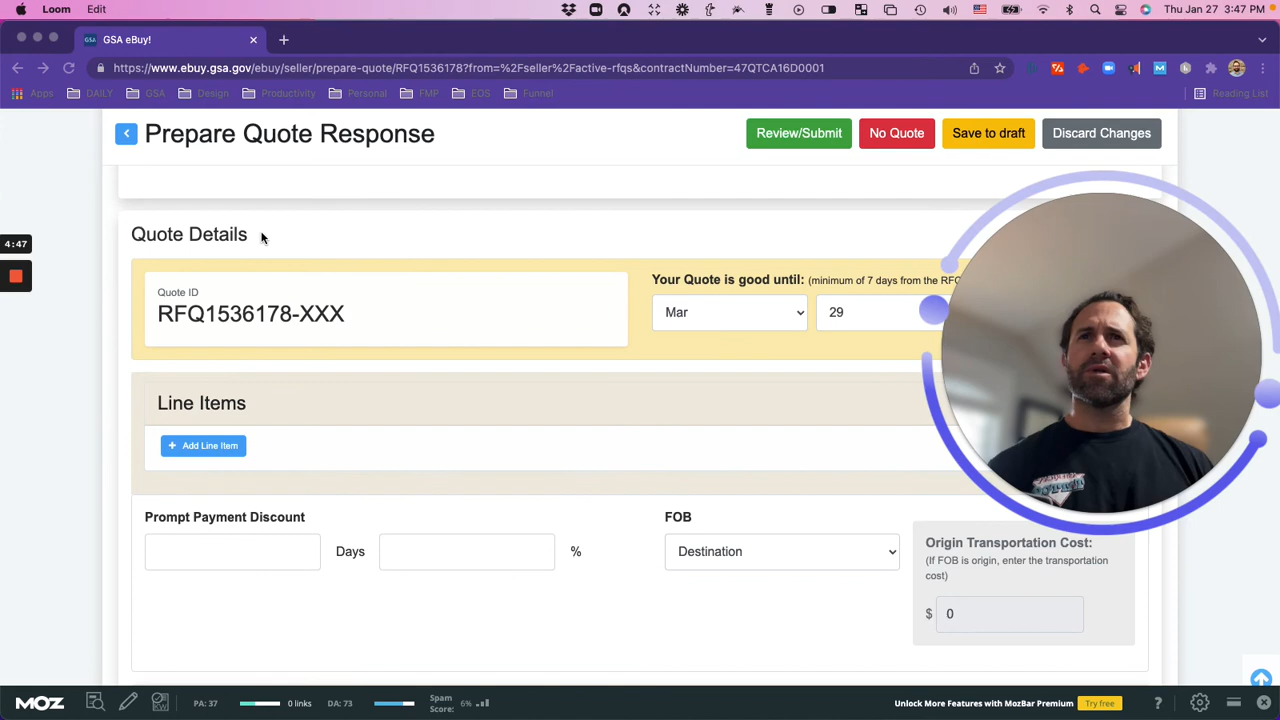 Loom Edit Thu Jan 27 3:47 PM
GSA GSA eBuy!
https://www.ebuy.gsa.gov/ebuy/seller/prepare-quote/RFQ1536178?from=%2Fseller%2Factive-rfqs&contractNumber=47QTCA16D0001
Apps DAILY GSA Design Productivity Personal FMP EOS Funnel Reading List
Prepare Quote Response Review/Submit No Quote Save to draft Discard Changes
Quote Details
4:47
Quote ID
RFQ1536178-XXX
Your Quote is good until: (minimum of 7 days from the RFQ
Mar 29
Line Items
+ Add Line Item
Prompt Payment Discount
Days %
FOB
Destination
Origin Transportation Cost:
(If FOB is origin, enter the transportation
cost)
$ 0
MOZ PA: 37 0 links DA: 73 Spam Score: 6% Unlock More Features with MozBar Premium Try free ?